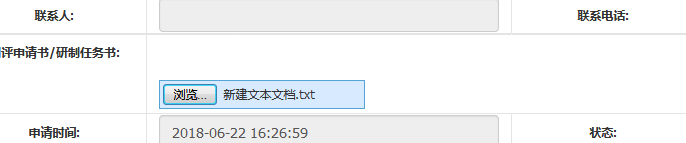 联系人: 联系电话:
评申请书/研制任务书:
浏览... 新建文本文档.txt
申请时间: 2018-06-22 16:26:59 状态: